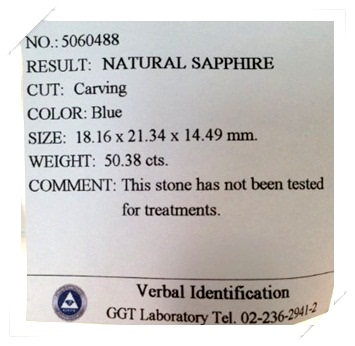 NO.: 5060488
RESULT: NATURAL SAPPHIRE
CUT: Carving
COLOR: Blue
SIZE: 18.16 x 21.34 x 14.49 mm.
WEIGHT: 50.38 cts.
COMMENT: This stone has not been tested
for treatments.
Verbal Identification
GGT Laboratory Tel. 02-236-2941-2